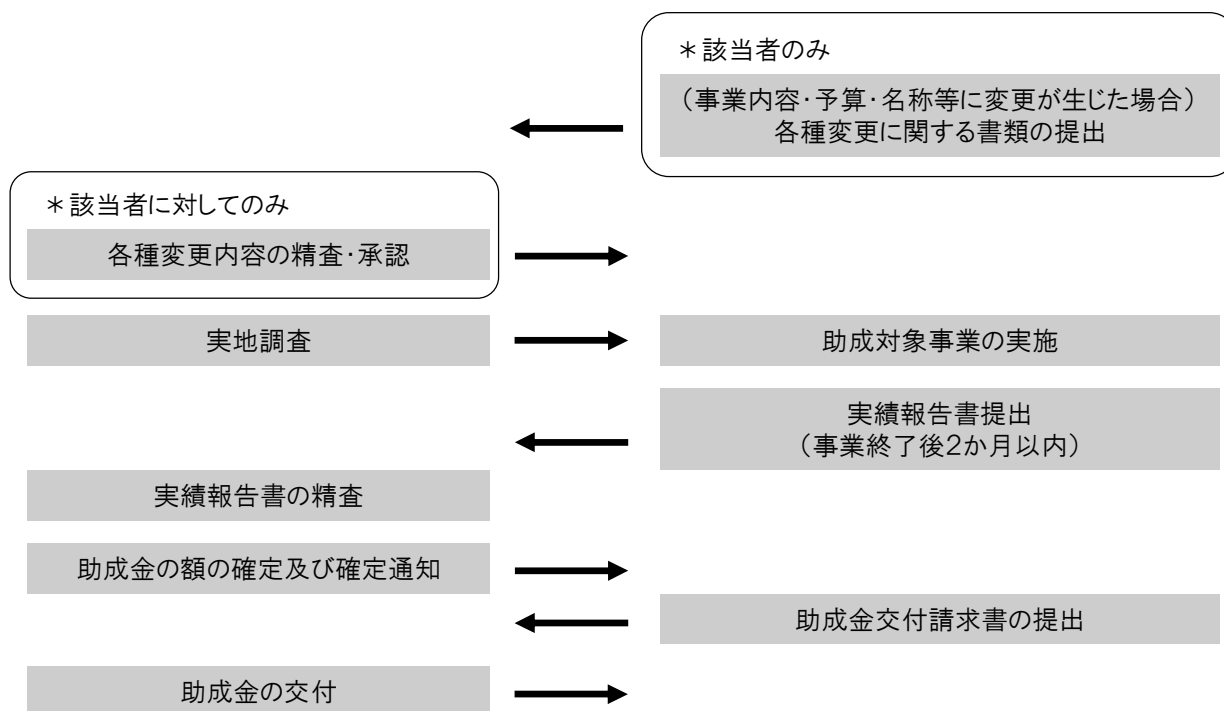 ＊該当者のみ
（事業内容・予算・名称等に変更が生じた場合）
各種変更に関する書類の提出
＊該当者に対してのみ
各種変更内容の精査・承認
実地調査
助成対象事業の実施
実績報告書提出
（事業終了後2か月以内）
実績報告書の精査
助成金の額の確定及び確定通知
助成金交付請求書の提出
助成金の交付